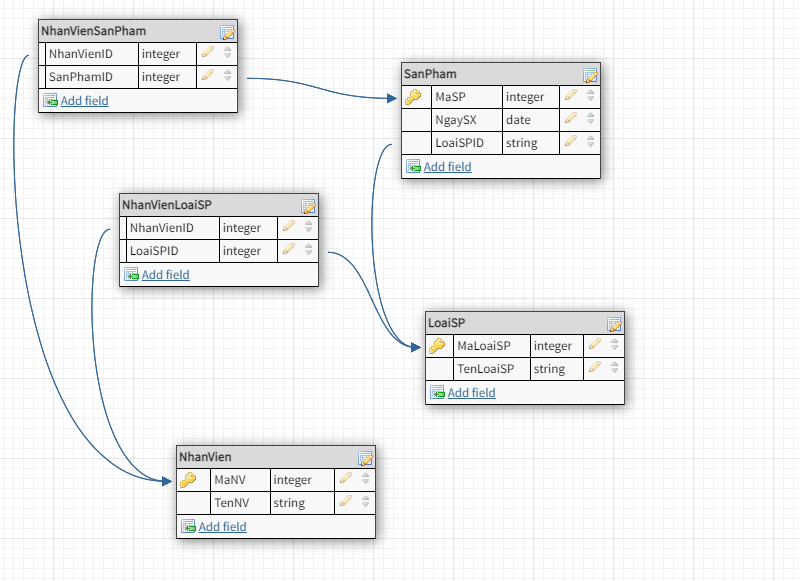 NhanVienSanPham
NhanVienID integer
SanPhamID integer
Add field
SanPham
MaSP integer
NgaySX date
LoaiSPID string
Add field
NhanVienLoaiSP
NhanVienID integer
LoaiSPID integer
Add field
LoaiSP
MaLoaiSP integer
TenLoaiSP string
Add field
NhanVien
MaNV integer
TenNV string
Add field